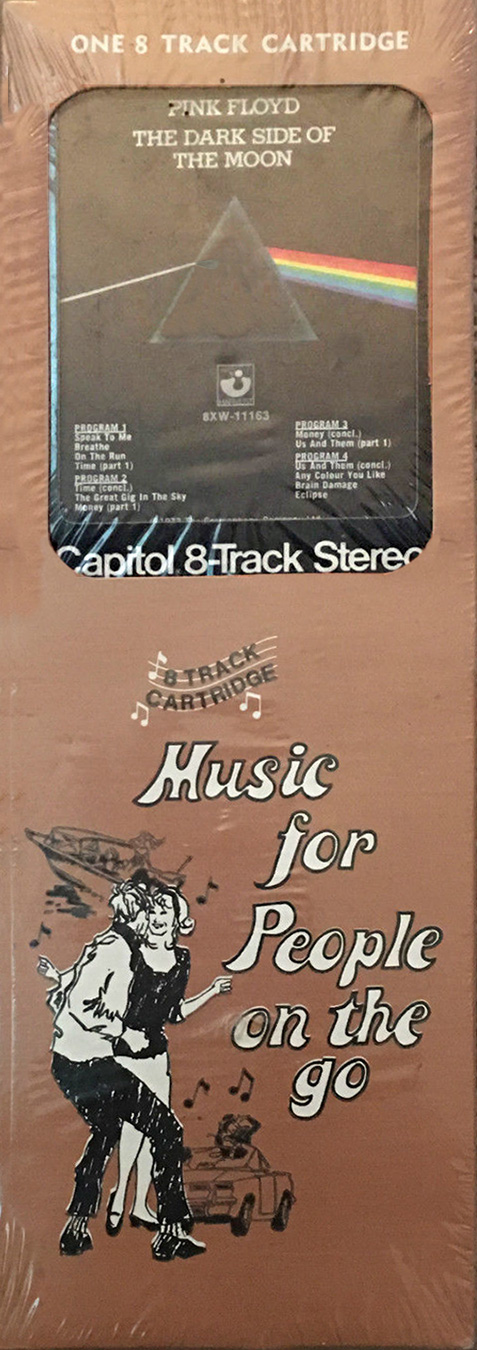 ONE 8 TRACK CARTRIDGE
PINK FLOYD
THE DARK SIDE OF
THE MOON
8XW-11163
PROGRAM 1
Speak To Me
Breathe
On The Run
Time (part 1)
PROGRAM 2
Time (concl.)
The Great Gig In The Sky
Money (part 1)
PROGRAM 3
Money (concl.)
Us And Them (part 1)
PROGRAM 4
Us And Them (concl.)
Any Colour You Like
Brain Damage
Eclipse
Capitol 8-Track Stereo
8 TRACK
CARTRIDGE
Music
for
People
on the
go